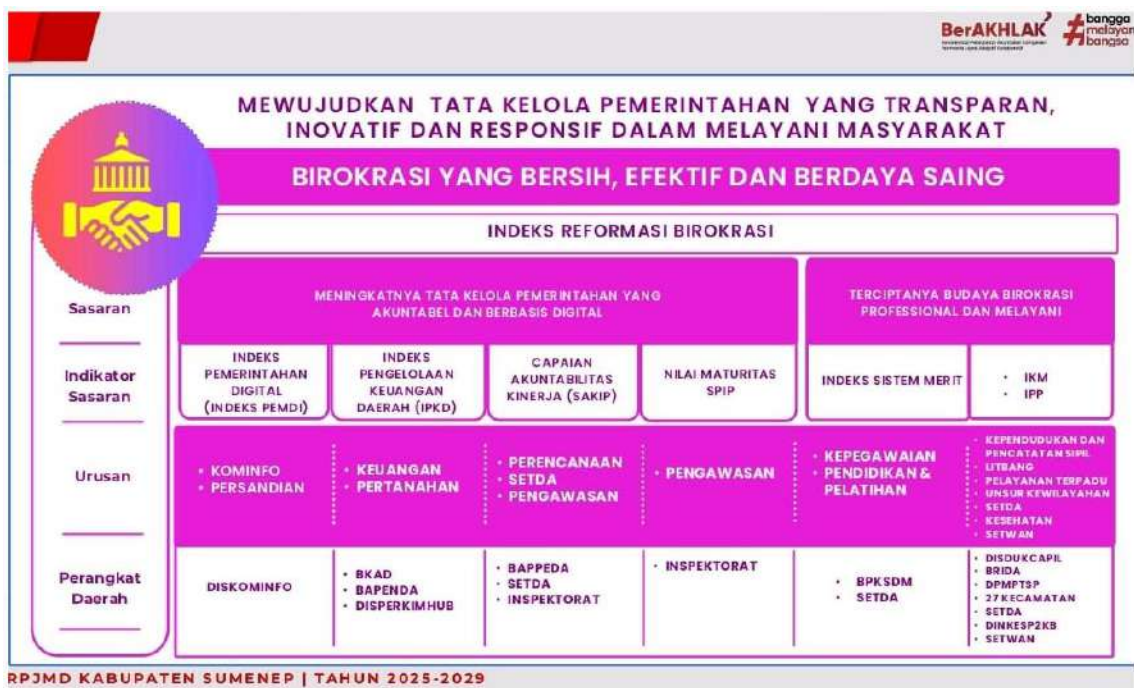 BerAKHLAK
#bangga
melayani
bangsa
MEWUJUDKAN TATA KELOLA PEMERINTAHAN YANG TRANSPARAN,
INOVATIF DAN RESPONSIF DALAM MELAYANI MASYARAKAT
BIROKRASI YANG BERSIH, EFEKTIF DAN BERDAYA SAING
INDEKS REFORMASI BIROKRASI
Sasaran
MENINGKATNYA TATA KELOLA PEMERINTAHAN YANG
AKUNTABEL DAN BERBASIS DIGITAL
TERCIPTANYA BUDAYA BIROKRASI
PROFESSIONAL DAN MELAYANI
Indikator
Sasaran
INDEKS
PEMERINTAHAN
DIGITAL
(INDEKS PEMDI)
INDEKS
PENGELOLAAN
KEUANGAN
DAERAH (IPKD)
CAPAIAN
AKUNTABILITAS
KINERJA (SAKIP)
NILAI MATURITAS
SPIP
INDEKS SISTEM MERIT
· IKM
· IPP
Urusan
· KOMINFO
· PERSANDIAN
· KEUANGAN
· PERTANAHAN
· PERENCANAAN
· SETDA
· PENGAWASAN
· PENGAWASAN
· KEPEGAWAIAN
· PENDIDIKAN &
PELATIHAN
· KEPENDUDUKAN DAN
PENCATATAN SIPIL
· LITBANG
· PELAYANAN TERPADU
· UNSUR KEWILAYAHAN
· SETDA
· KESEHATAN
· SETWAN
Perangkat
Daerah
DISKOMINFO
· BKAD
· BAPENDA
· DISPERKIMHUB
· BAPPEDA
· SETDA
· INSPEKTORAT
· INSPEKTORAT
· BPKSDM
· SETDA
· DISDUKCAPIL
· BRIDA
· DPMPTSP
· 27 KECAMATAN
· SETDA
· DINKESP2KB
· SETWAN
RPJMD KABUPATEN SUMENEP | TAHUN 2025-2029